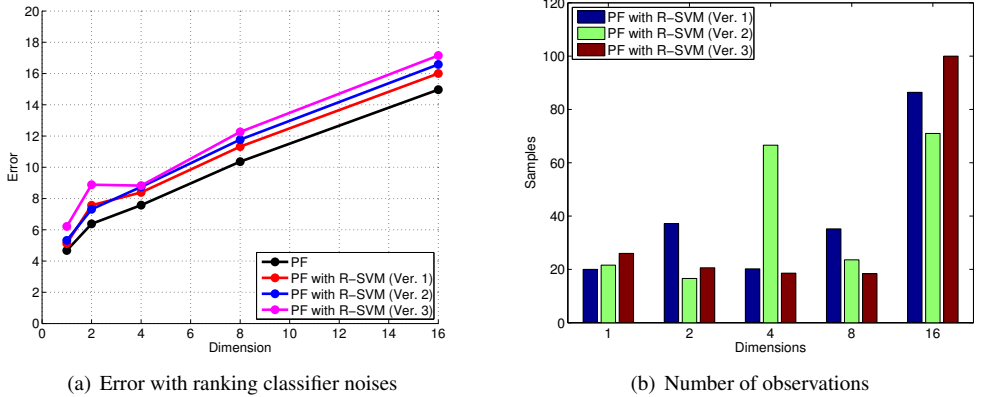 20
18
16
14
12
10
8
6
4
2
0
Error
0 2 4 6 8 10 12 14 16
Dimension
PF
PF with R-SVM (Ver. 1)
PF with R-SVM (Ver. 2)
PF with R-SVM (Ver. 3)
(a) Error with ranking classifier noises
120
100
80
60
40
20
0
Samples
PF with R-SVM (Ver. 1)
PF with R-SVM (Ver. 2)
PF with R-SVM (Ver. 3)
1 2 4 8 16
Dimensions
(b) Number of observations